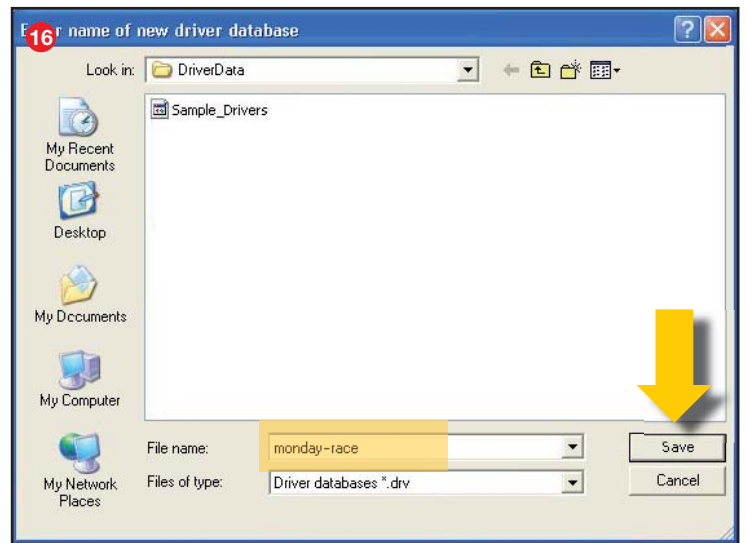 16
E r name of new driver database
Look in: DriverData
Sample_Drivers
My Recent
Documents
Desktop
My Documents
My Computer
My Network
Places
File name: monday-race
Save
Files of type: Driver databases *.drv
Cancel